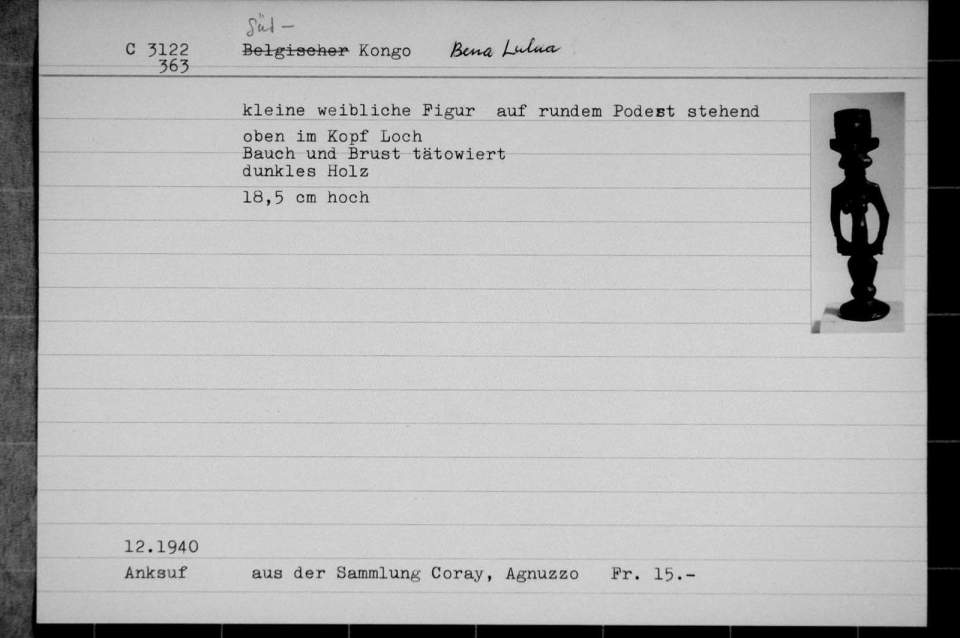 Süd -
C 3122 Belgischer Kongo Bena Lulua
363
kleine weibliche Figur auf rundem Podest stehend
oben im Kopf Loch
Bauch und Brust tätowiert
dunkles Holz
18,5 cm hoch
12.1940
Ankauf aus der Sammlung Coray, Agnuzzo Fr. 15.-